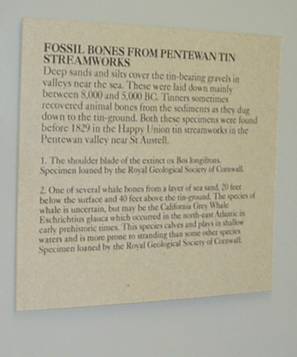 FOSSIL BONES FROM PENTEWAN TIN
STREAMWORKS
Deep sands and silts cover the tin-bearing gravels in
valleys near the sea. These were laid down mainly
between 8,000 and 5,000 BC. Tinners sometimes
recovered animal bones from the sediments as they dug
down to the tin-ground. Both these specimens were found
before 1829 in the Happy Union tin streamworks in the
Pentewan valley near St Austell.
1. The shoulder blade of the extinct ox Bos longifrons.
Specimen loaned by the Royal Geological Society of Cornwall.
2. One of several whale bones from a layer of sea sand, 20 feet
below the surface and 40 feet above the tin-ground. The species of
whale is uncertain, but may be the California Grey Whale
Eschrichtius glauca which occurred in the north-east Atlantic in
early prehistoric times. This species calves and plays in shallow
waters and is more prone to stranding than some other species
Specimen loaned by the Royal Geological Society of Cornwall.